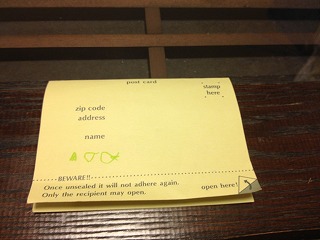 post card
stamp
here
zip code
address
name
BEWARE!!
Once unsealed it will not adhere again.
Only the recipient may open.
open here!